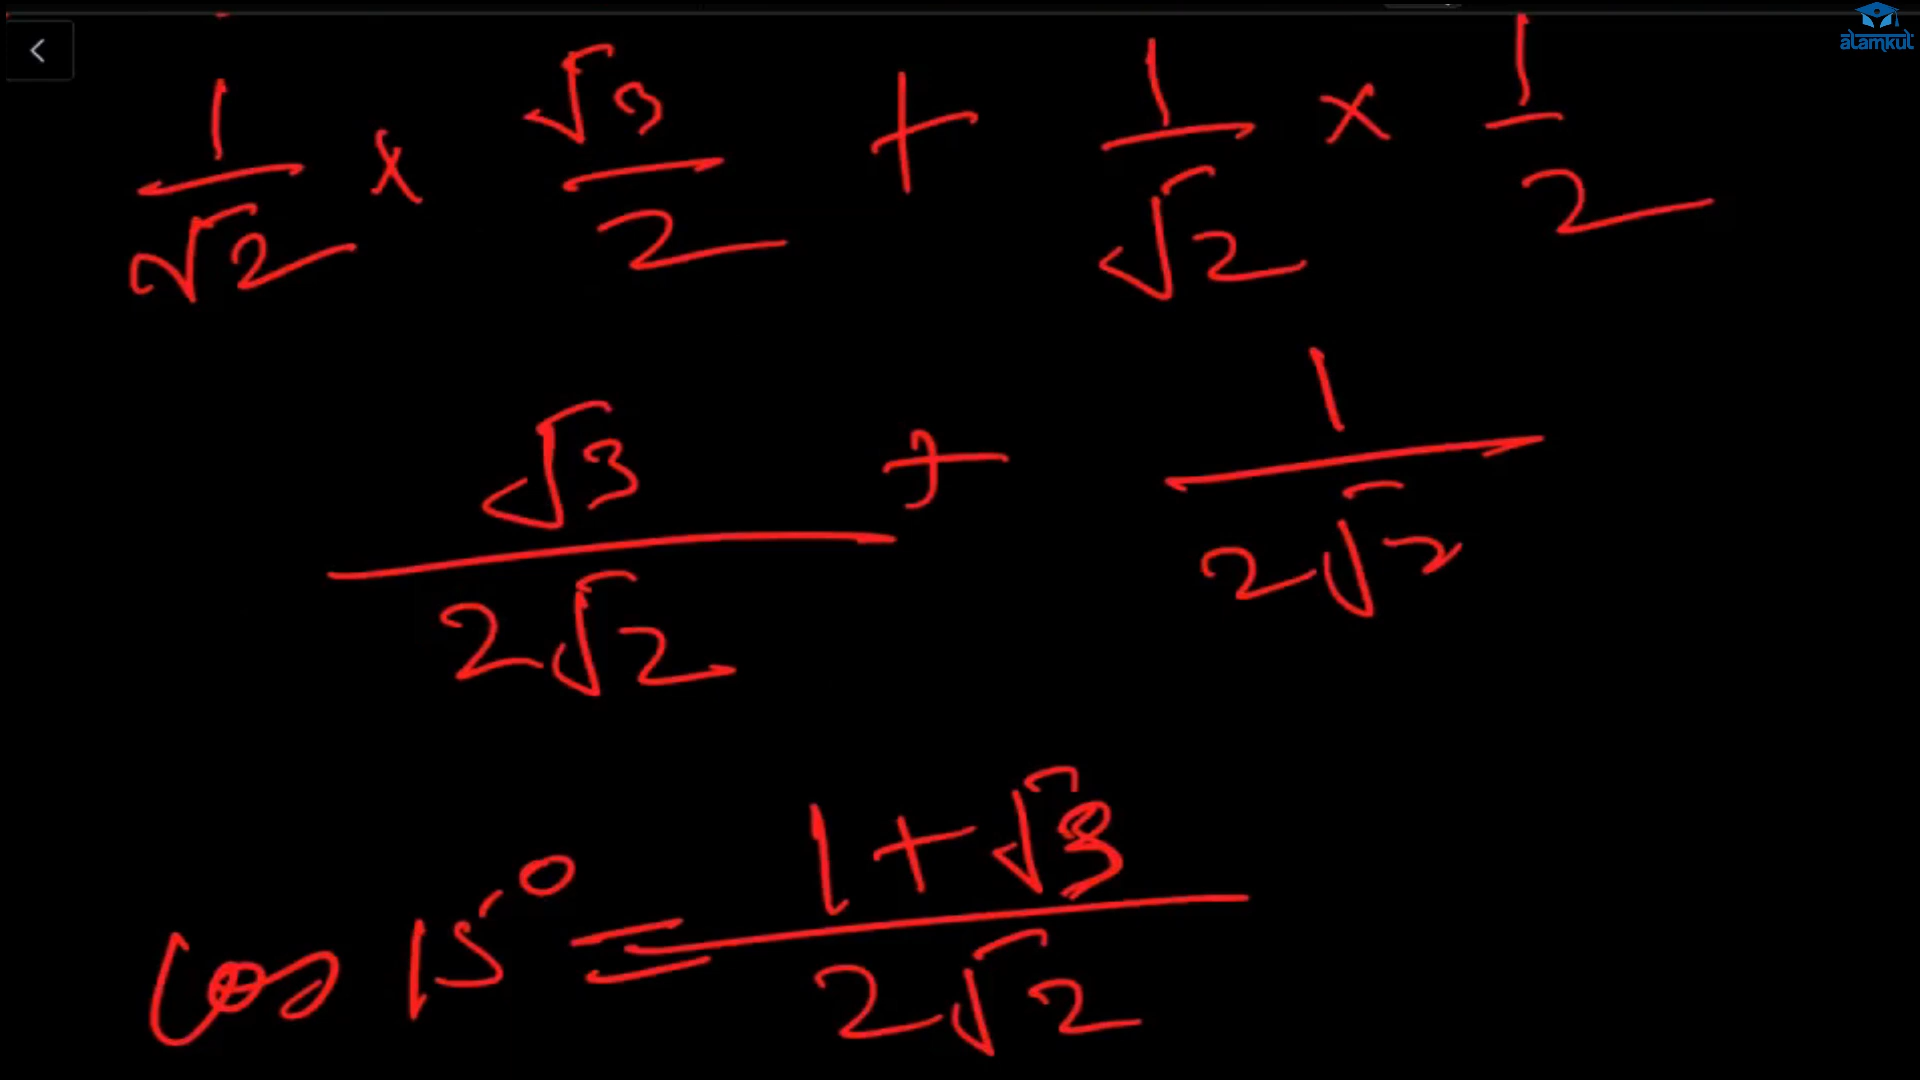 alamkut
1/√2 × √3/2 + 1/√2 × 1/2
√3/2√2 + 1/2√2
cos 15° = 1+√3/2√2